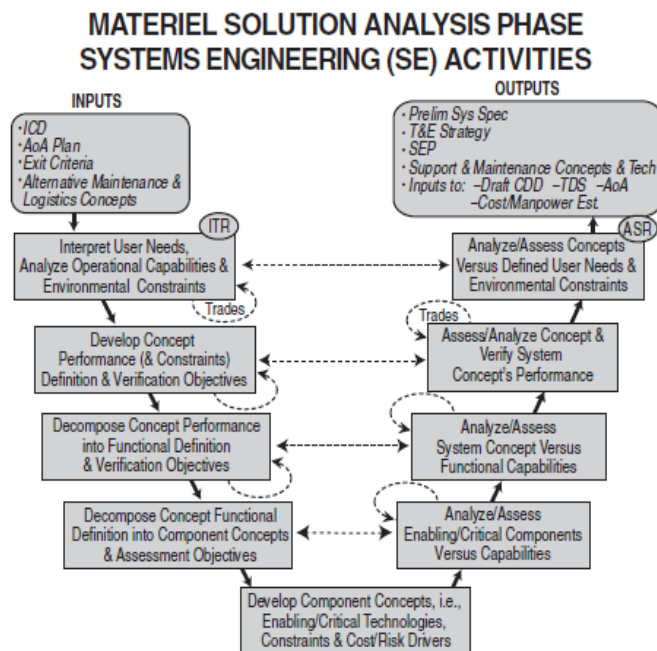 MATERIEL SOLUTION ANALYSIS PHASE
SYSTEMS ENGINEERING (SE) ACTIVITIES
INPUTS
•ICD
•AoA Plan
•Exit Criteria
•Alternative Maintenance &
Logistics Concepts
OUTPUTS
•Prelim Sys Spec
•T&E Strategy
•SEP
•Support & Maintenance Concepts & Tech
•Inputs to: –Draft CDD –TDS –AoA
–Cost/Manpower Est.
ITR
Interpret User Needs,
Analyze Operational Capabilities &
Environmental Constraints
ASR
Analyze/Assess Concepts
Versus Defined User Needs &
Environmental Constraints
Trades
Develop Concept
Performance (& Constraints)
Definition & Verification Objectives
Trades
Assess/Analyze Concept &
Verify System
Concept's Performance
Decompose Concept Performance
into Functional Definition
& Verification Objectives
Analyze/Assess
System Concept Versus
Functional Capabilities
Decompose Concept Functional
Definition into Component Concepts
& Assessment Objectives
Analyze/Assess
Enabling/Critical Components
Versus Capabilities
Develop Component Concepts, i.e.,
Enabling/Critical Technologies,
Constraints & Cost/Risk Drivers